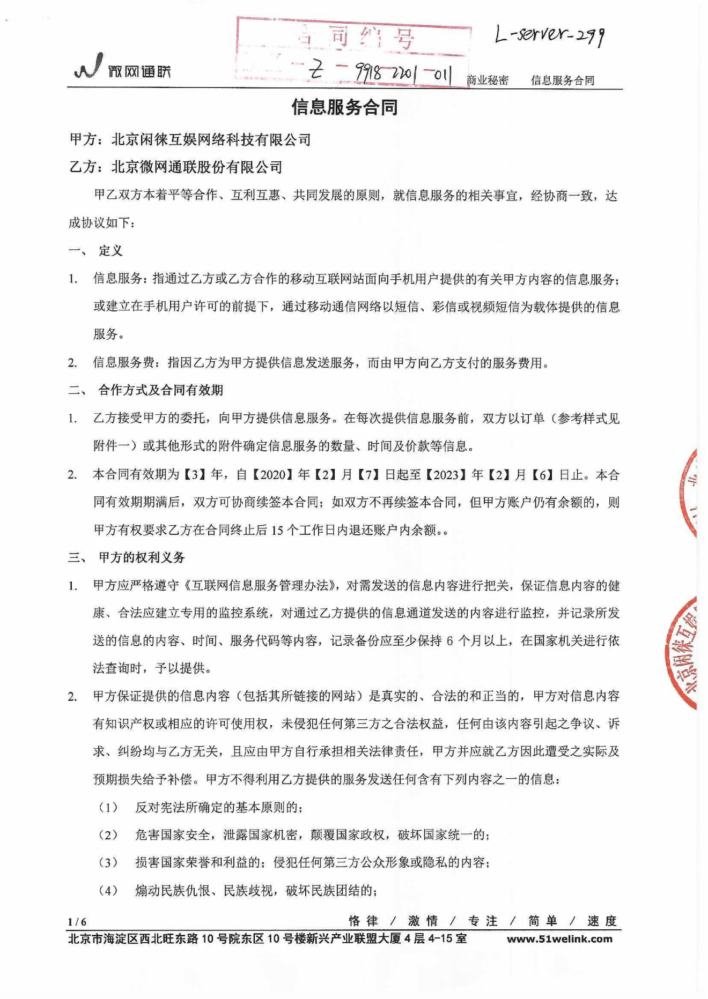 L-server-299
合同编号
-Z-9918-2201-011
微网通联
商业秘密 信息服务合同
信息服务合同
甲方：北京闲徕互娱网络科技有限公司
乙方：北京微网通联股份有限公司
甲乙双方本着平等合作、互利互惠、共同发展的原则，就信息服务的相关事宜，经协商一致，达
成协议如下：
一、 定义
1. 信息服务：指通过乙方或乙方合作的移动互联网站面向手机用户提供的有关甲方内容的信息服务；
或建立在手机用户许可的前提下，通过移动通信网络以短信、彩信或视频短信为载体提供的信息
服务。
2. 信息服务费：指因乙方为甲方提供信息发送服务，而由甲方向乙方支付的服务费用。
二、 合作方式及合同有效期
1. 乙方接受甲方的委托，向甲方提供信息服务。在每次提供信息服务前，双方以订单（参考样式见
附件一）或其他形式的附件确定信息服务的数量、时间及价款等信息。
2. 本合同有效期为【3】年，自【2020】年【2】月【7】日起至【2023】年【2】月【6】日止。本合
同有效期期满后，双方可协商续签本合同；如双方不再续签本合同，但甲方账户仍有余额的，则
甲方有权要求乙方在合同终止后 15 个工作日内退还账户内余额。。
三、 甲方的权利义务
1. 甲方应严格遵守《互联网信息服务管理办法》，对需发送的信息内容进行把关，保证信息内容的健
康、合法应建立专用的监控系统，对通过乙方提供的信息通道发送的内容进行监控，并记录所发
送的信息的内容、时间、服务代码等内容，记录备份应至少保持 6 个月以上，在国家机关进行依
法查询时，予以提供。
2. 甲方保证提供的信息内容（包括其所链接的网站）是真实的、合法的和正当的，甲方对信息内容
有知识产权或相应的许可使用权，未侵犯任何第三方之合法权益，任何由该内容引起之争议、诉
求、纠纷均与乙方无关，且应由甲方自行承担相关法律责任，甲方并应就乙方因此遭受之实际及
预期损失给予补偿。甲方不得利用乙方提供的服务发送任何含有下列内容之一的信息：
（1） 反对宪法所确定的基本原则的；
（2） 危害国家安全，泄露国家机密，颠覆国家政权，破坏国家统一的；
（3） 损害国家荣誉和利益的；侵犯任何第三方公众形象或隐私的内容；
（4） 煽动民族仇恨、民族歧视，破坏民族团结的；
京闲徕互娱
1 / 6 恪律 / 激情 / 专注 / 简单 / 速度
北京市海淀区西北旺东路 10 号院东区 10 号楼新兴产业联盟大厦 4 层 4-15 室 www.51welink.com